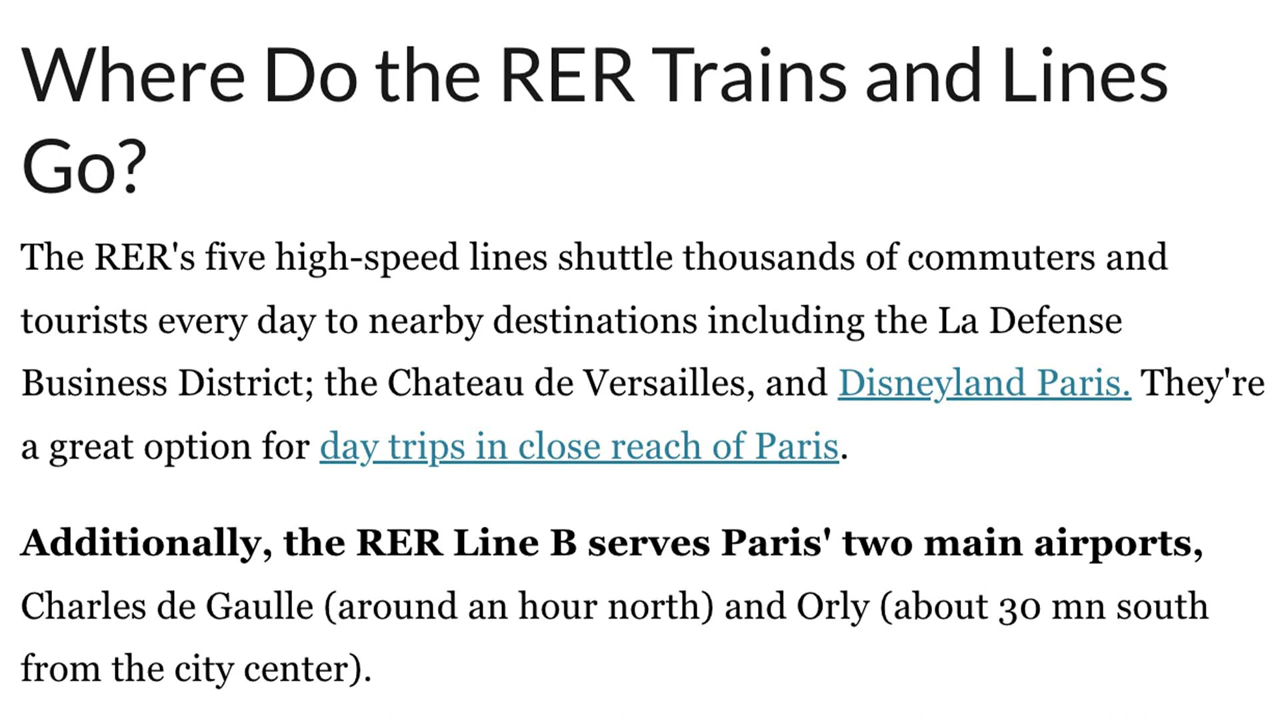 Where Do the RER Trains and Lines
Go?
The RER's five high-speed lines shuttle thousands of commuters and
tourists every day to nearby destinations including the La Defense
Business District; the Chateau de Versailles, and Disneyland Paris. They're
a great option for day trips in close reach of Paris.
Additionally, the RER Line B serves Paris' two main airports,
Charles de Gaulle (around an hour north) and Orly (about 30 mn south
from the city center).